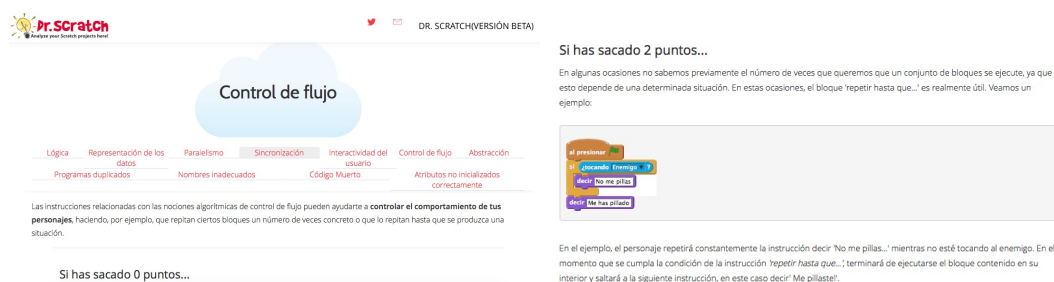 Dr.Scratch
Analyze your Scratch projects here!
DR. SCRATCH(VERSIÓN BETA)
Control de flujo
Lógica
Representación de los
datos
Paralelismo
Sincronización
Interactividad del
usuario
Control de flujo
Abstracción
Programas duplicados
Nombres inadecuados
Código Muerto
Atributos no inicializados
correctamente
Las instrucciones relacionadas con las nociones algorítmicas de control de flujo pueden ayudarte a controlar el comportamiento de tus
personajes, haciendo, por ejemplo, que repitan ciertos bloques un número de veces concreto o que lo repitan hasta que se produzca una
situación.
Si has sacado 0 puntos...
Si has sacado 2 puntos...
En algunas ocasiones no sabemos previamente el número de veces que queremos que un conjunto de bloques se ejecute, ya que
esto depende de una determinada situación. En estas ocasiones, el bloque 'repetir hasta que...' es realmente útil. Veamos un
ejemplo:
al presionar
si ¿tocando Enemigo ?
decir No me pillas
decir Me has pillado
En el ejemplo, el personaje repetirá constantemente la instrucción decir 'No me pillas...' mientras no esté tocando al enemigo. En el
momento que se cumpla la condición de la instrucción 'repetir hasta que...', terminará de ejecutarse el bloque contenido en su
interior y saltará a la siguiente instrucción, en este caso decir' Me pillaste!'.